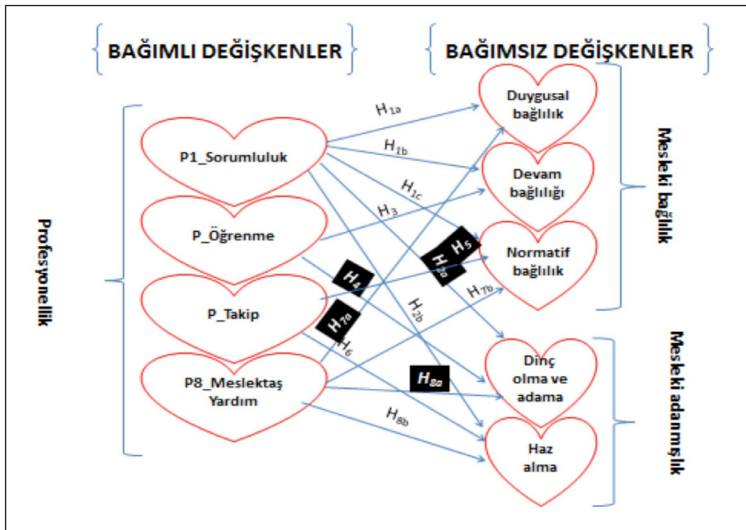 BAĞIMLI DEĞİŞKENLER
BAĞIMSIZ DEĞİŞKENLER
Profesyonellik
P1_Sorumluluk
P_Öğrenme
P_Takip
P8_Meslektaş
Yardım
H1a
H1b
H1c
H3
H5
H2a
H4
H2b
H7b
H7a
H6
H8a
H8b
Duygusal
bağlılık
Devam
bağlılığı
Normatif
bağlılık
Dinç
olma ve
adama
Haz
alma
Mesleki bağlılık
Mesleki adanmışlık